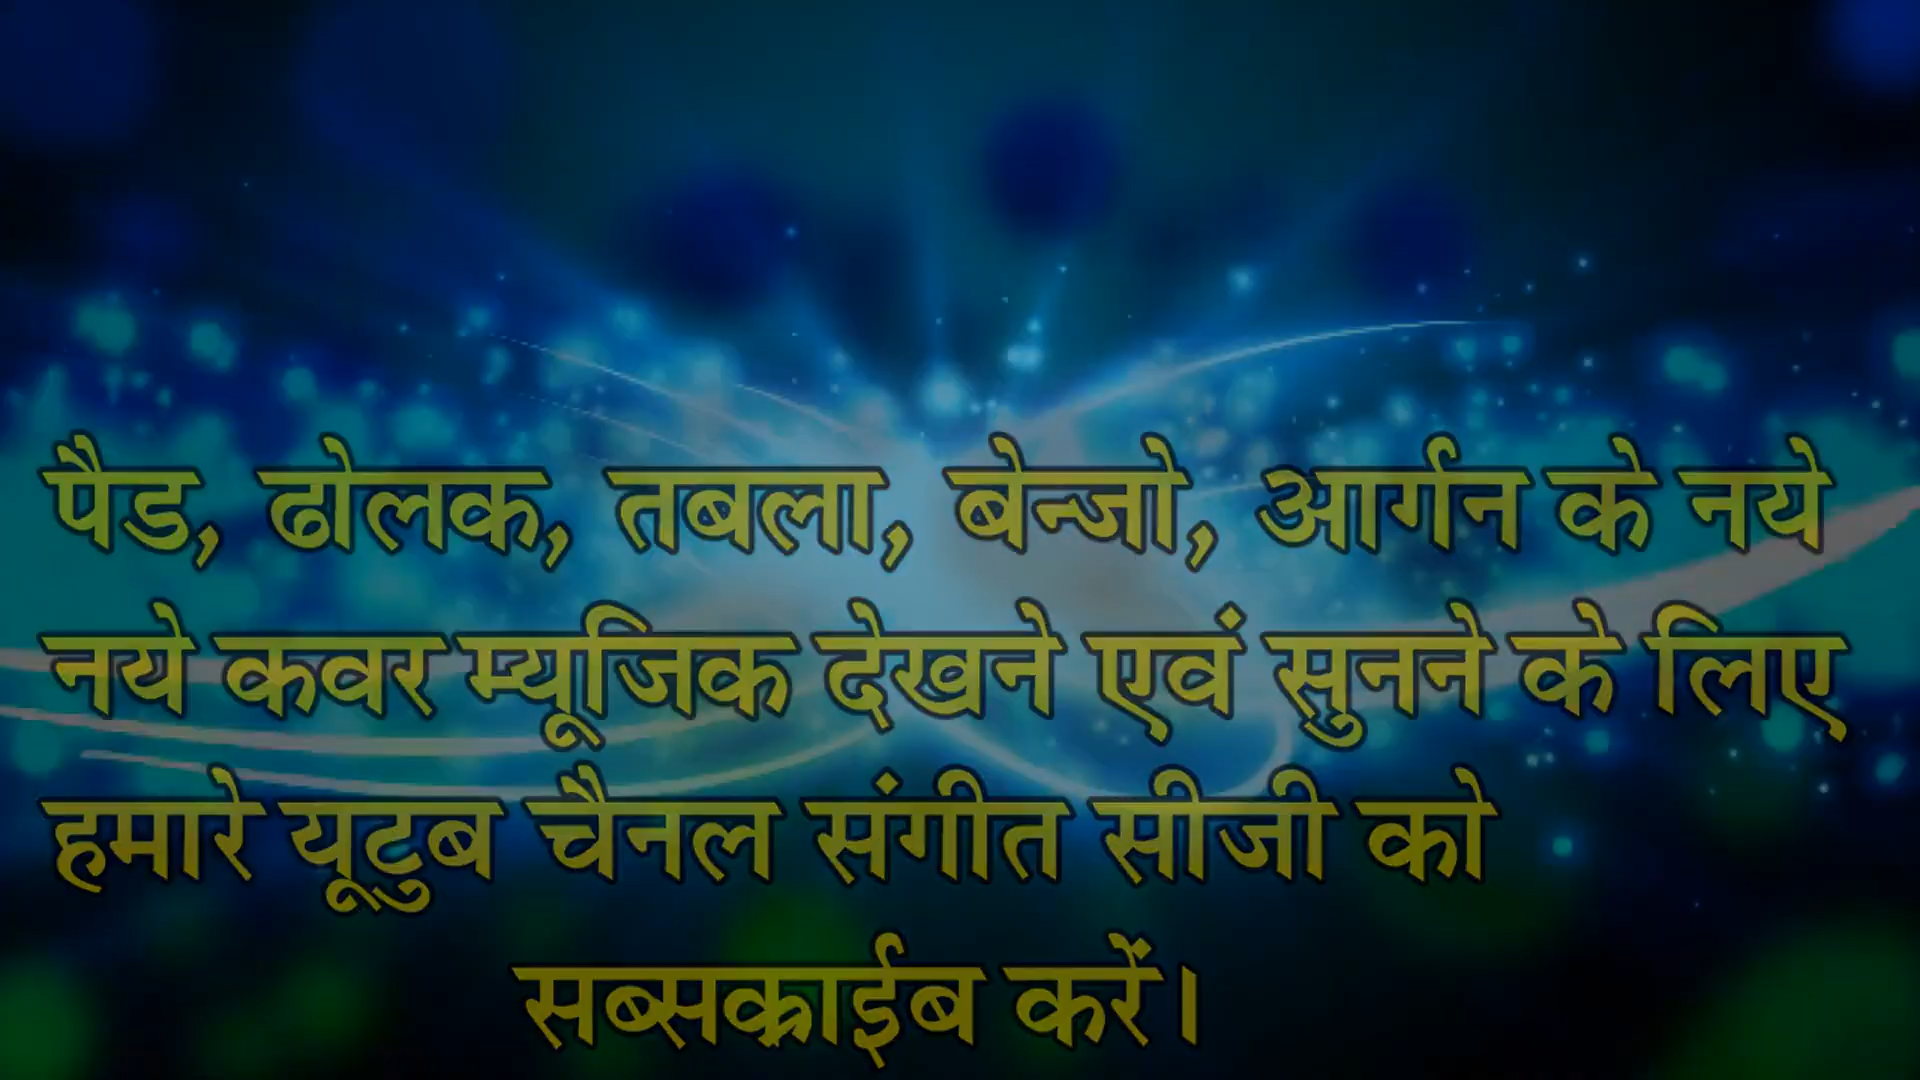 पैड, ढोलक, तबला, बेन्जो, आर्गन के नये
नये कवर म्यूजिक देखने एवं सुनने के लिए
हमारे यूटुब चैनल संगीत सीजी को
सब्सक्राईब करें।